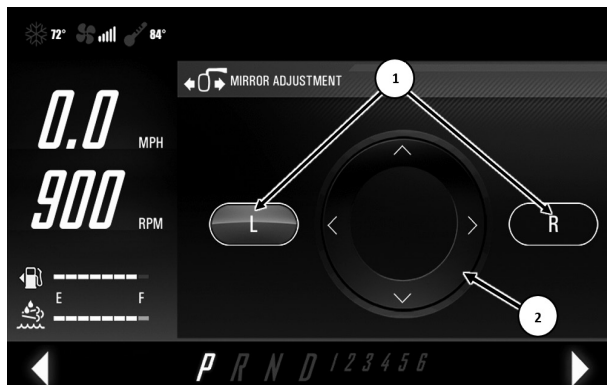 72° 84°
MIRROR ADJUSTMENT
1
0.0 MPH
900 RPM
L
R
E F
2
P R N D 1 2 3 4 5 6